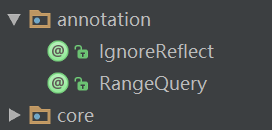 annotation
@ IgnoreReflect
@ RangeQuery
core